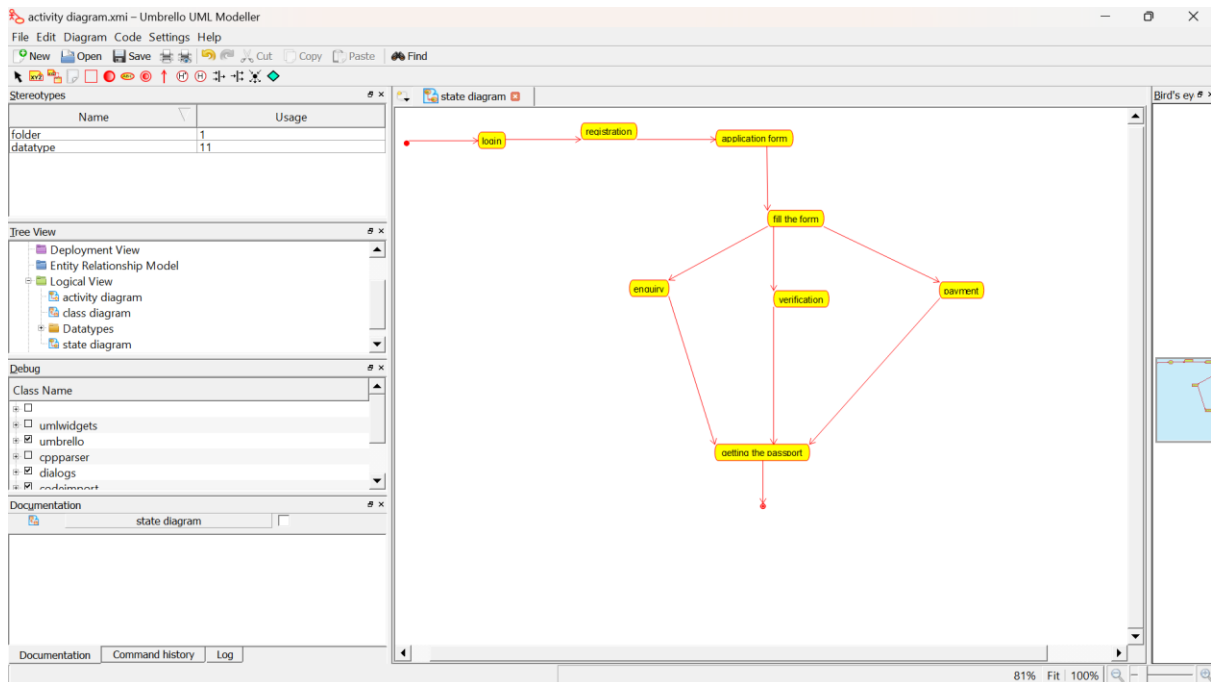 activity diagram.xmi – Umbrello UML Modeller
File Edit Diagram Code Settings Help
New Open Save Cut Copy Paste Find
Stereotypes
Name Usage
folder 1
datatype 11
Tree View
Deployment View
Entity Relationship Model
Logical View
activity diagram
class diagram
Datatypes
state diagram
Debug
Class Name
umlwidgets
umbrello
cppparser
dialogs
codeimport
Documentation
state diagram
Documentation Command history Log
state diagram
login
registration
application form
fill the form
enquiry
verification
payment
getting the passport
Bird's ey
81% Fit 100%